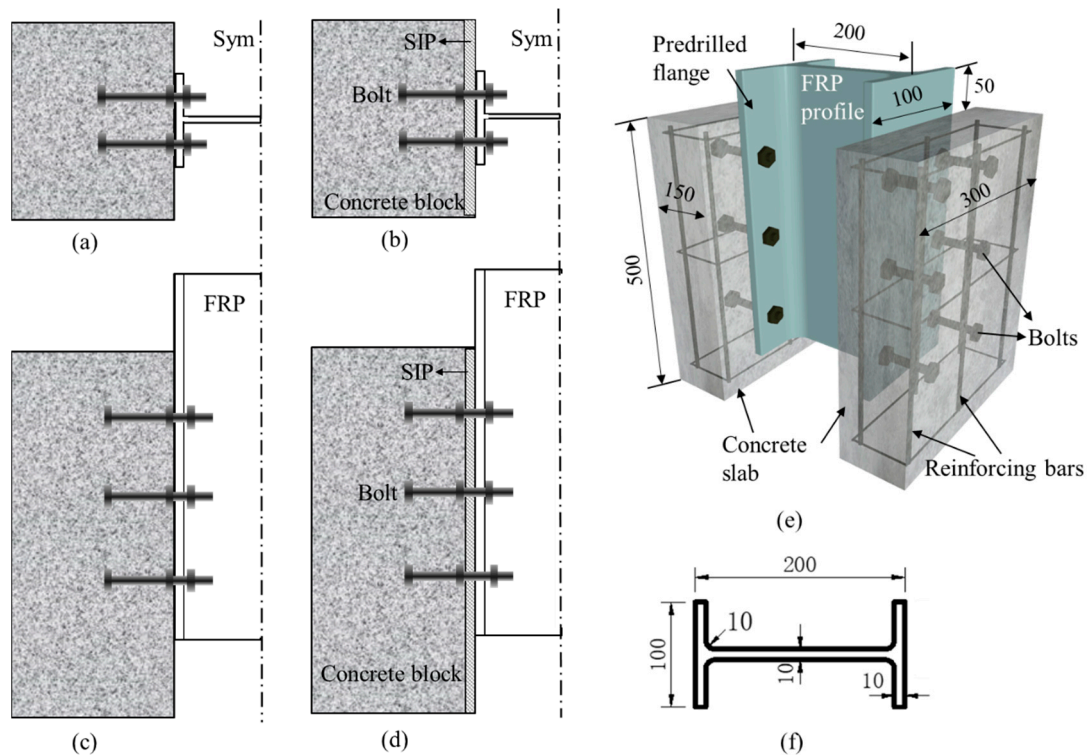 Sym
(a)
SIP
Sym
Bolt
Concrete block
(b)
FRP
(c)
FRP
SIP
Bolt
Concrete block
(d)
Predrilled
flange
200
FRP
profile
100
50
150
300
500
Bolts
Concrete
slab
Reinforcing bars
(e)
200
100
10
10
10
(f)